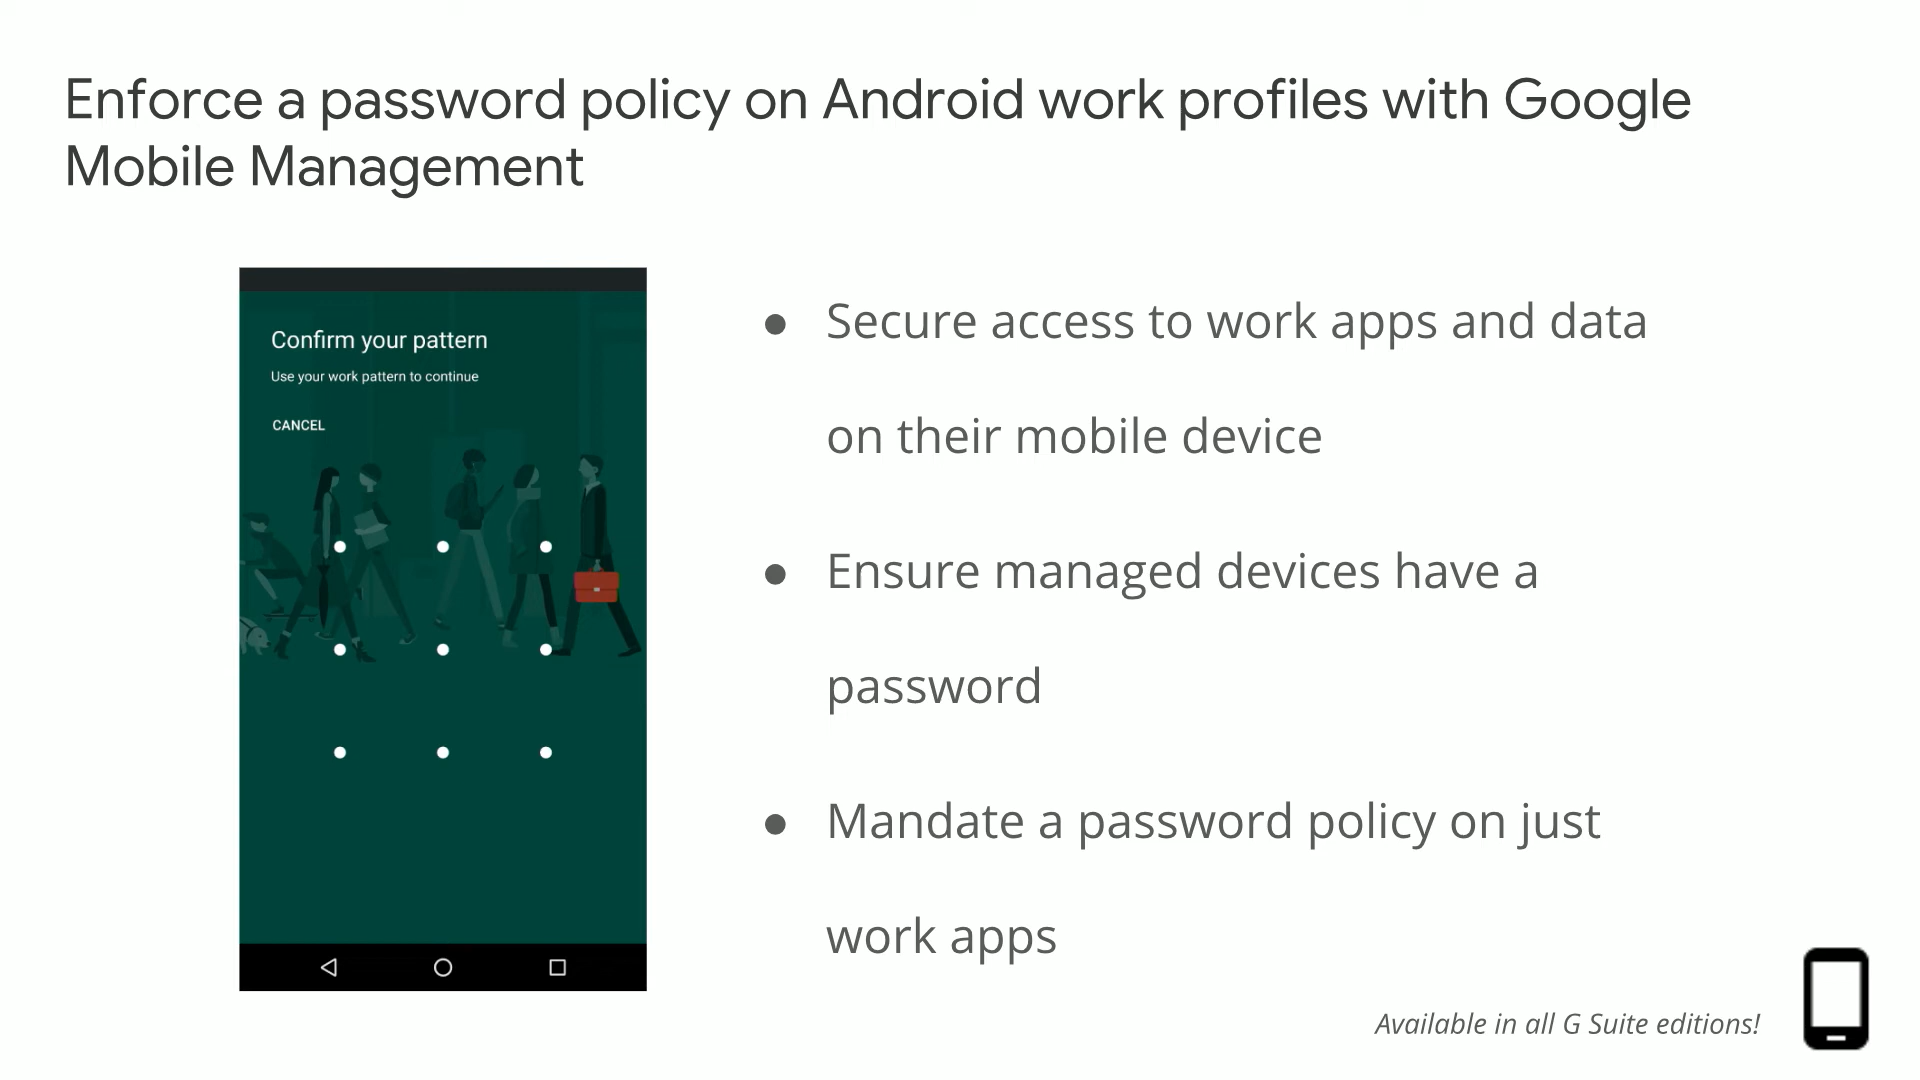 Enforce a password policy on Android work profiles with Google
Mobile Management
Confirm your pattern
Use your work pattern to continue
CANCEL
● Secure access to work apps and data
on their mobile device
● Ensure managed devices have a
password
● Mandate a password policy on just
work apps
Available in all G Suite editions!